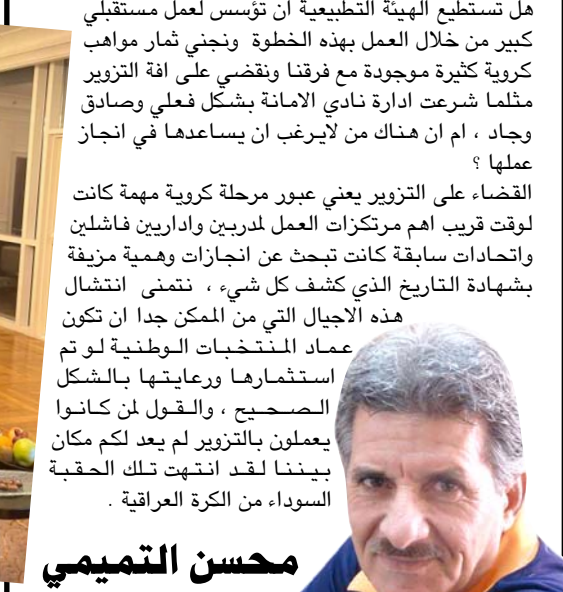 هل تستطيع الهيئة التطبيعية ان تؤسس لعمل مستقبلي
كبير من خلال العمل بهذه الخطوة ونجني ثمار مواهب
كروية كثيرة موجودة مع فرقنا ونقضي على افة التزوير
مثلما شرعت ادارة نادي الامانة بشكل فعلي وصادق
وجاد ، ام ان هناك من لايرغب ان يساعدها في انجاز
عملها ؟
القضاء على التزوير يعني عبور مرحلة كروية مهمة كانت
لوقت قريب اهم مرتكزات العمل لمدربين واداريين فاشلين
واتحادات سابقة كانت تبحث عن انجازات وهمية مزيفة
بشهادة التاريخ الذي كشف كل شيء ، نتمنى انتشال
هذه الاجيال التي من الممكن جدا ان تكون
عماد المنتخبات الوطنية لو تم
استثمارها ورعايتها بالشكل
الصحيح ، والقول لمن كانوا
يعملون بالتزوير لم يعد لكم مكان
بيننا لقد انتهت تلك الحقبة
السوداء من الكرة العراقية .
محسن التميمي